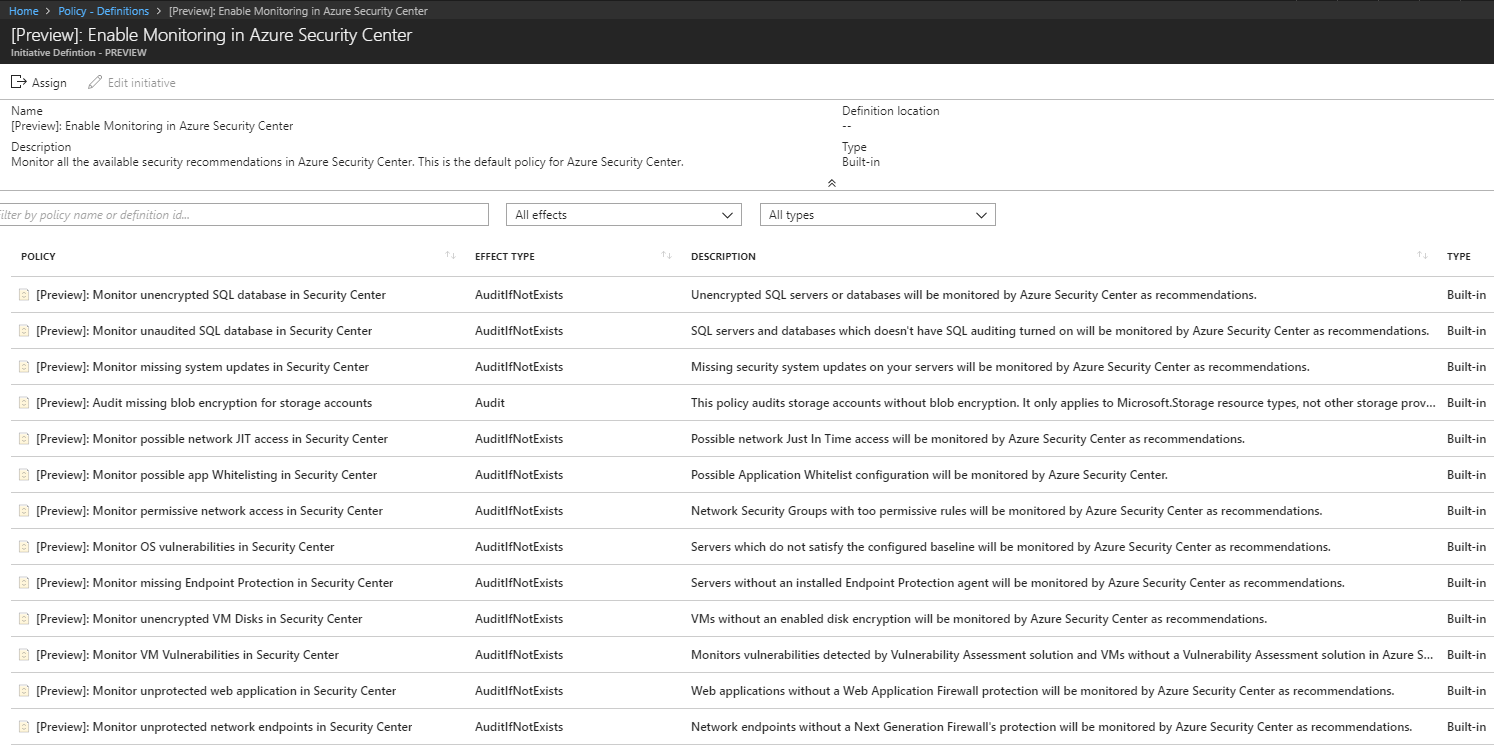 Home > Policy - Definitions > [Preview]: Enable Monitoring in Azure Security Center
[Preview]: Enable Monitoring in Azure Security Center
Initiative Defintion - PREVIEW
Assign Edit initiative
Name Definition location
[Preview]: Enable Monitoring in Azure Security Center --
Description Type
Monitor all the available security recommendations in Azure Security Center. This is the default policy for Azure Security Center. Built-in
ilter by policy name or definition id... All effects All types
POLICY EFFECT TYPE DESCRIPTION TYPE
[Preview]: Monitor unencrypted SQL database in Security Center AuditIfNotExists Unencrypted SQL servers or databases will be monitored by Azure Security Center as recommendations. Built-in
[Preview]: Monitor unaudited SQL database in Security Center AuditIfNotExists SQL servers and databases which doesn't have SQL auditing turned on will be monitored by Azure Security Center as recommendations. Built-in
[Preview]: Monitor missing system updates in Security Center AuditIfNotExists Missing security system updates on your servers will be monitored by Azure Security Center as recommendations. Built-in
[Preview]: Audit missing blob encryption for storage accounts Audit This policy audits storage accounts without blob encryption. It only applies to Microsoft.Storage resource types, not other storage prov... Built-in
[Preview]: Monitor possible network JIT access in Security Center AuditIfNotExists Possible network Just In Time access will be monitored by Azure Security Center as recommendations. Built-in
[Preview]: Monitor possible app Whitelisting in Security Center AuditIfNotExists Possible Application Whitelist configuration will be monitored by Azure Security Center. Built-in
[Preview]: Monitor permissive network access in Security Center AuditIfNotExists Network Security Groups with too permissive rules will be monitored by Azure Security Center as recommendations. Built-in
[Preview]: Monitor OS vulnerabilities in Security Center AuditIfNotExists Servers which do not satisfy the configured baseline will be monitored by Azure Security Center as recommendations. Built-in
[Preview]: Monitor missing Endpoint Protection in Security Center AuditIfNotExists Servers without an installed Endpoint Protection agent will be monitored by Azure Security Center as recommendations. Built-in
[Preview]: Monitor unencrypted VM Disks in Security Center AuditIfNotExists VMs without an enabled disk encryption will be monitored by Azure Security Center as recommendations. Built-in
[Preview]: Monitor VM Vulnerabilities in Security Center AuditIfNotExists Monitors vulnerabilities detected by Vulnerability Assessment solution and VMs without a Vulnerability Assessment solution in Azure S... Built-in
[Preview]: Monitor unprotected web application in Security Center AuditIfNotExists Web applications without a Web Application Firewall protection will be monitored by Azure Security Center as recommendations. Built-in
[Preview]: Monitor unprotected network endpoints in Security Center AuditIfNotExists Network endpoints without a Next Generation Firewall's protection will be monitored by Azure Security Center as recommendations. Built-in